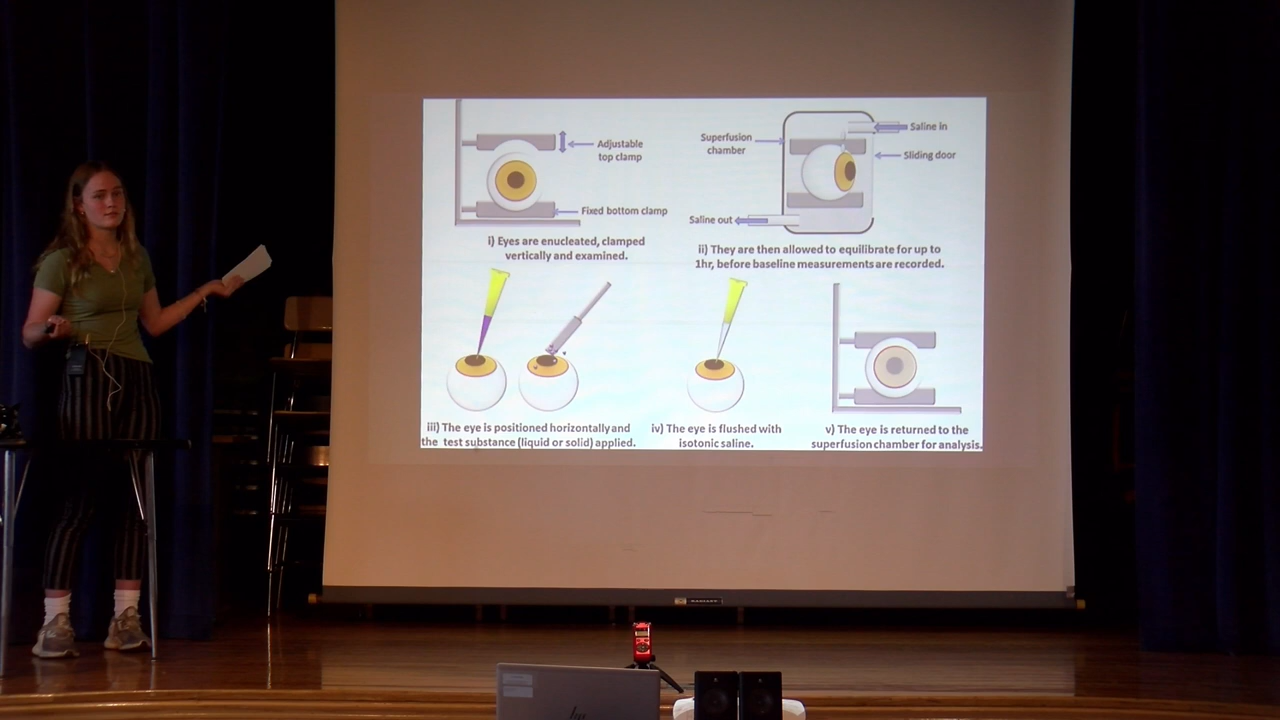 Adjustable
top clamp
Fixed bottom clamp
i) Eyes are enucleated, clamped
vertically and examined.
Superfusion
chamber
Saline in
Sliding door
Saline out
ii) They are then allowed to equilibrate for up to
1hr, before baseline measurements are recorded.
iii) The eye is positioned horizontally and
the test substance (liquid or solid) applied.
iv) The eye is flushed with
isotonic saline.
v) The eye is returned to the
superfusion chamber for analysis.
hp